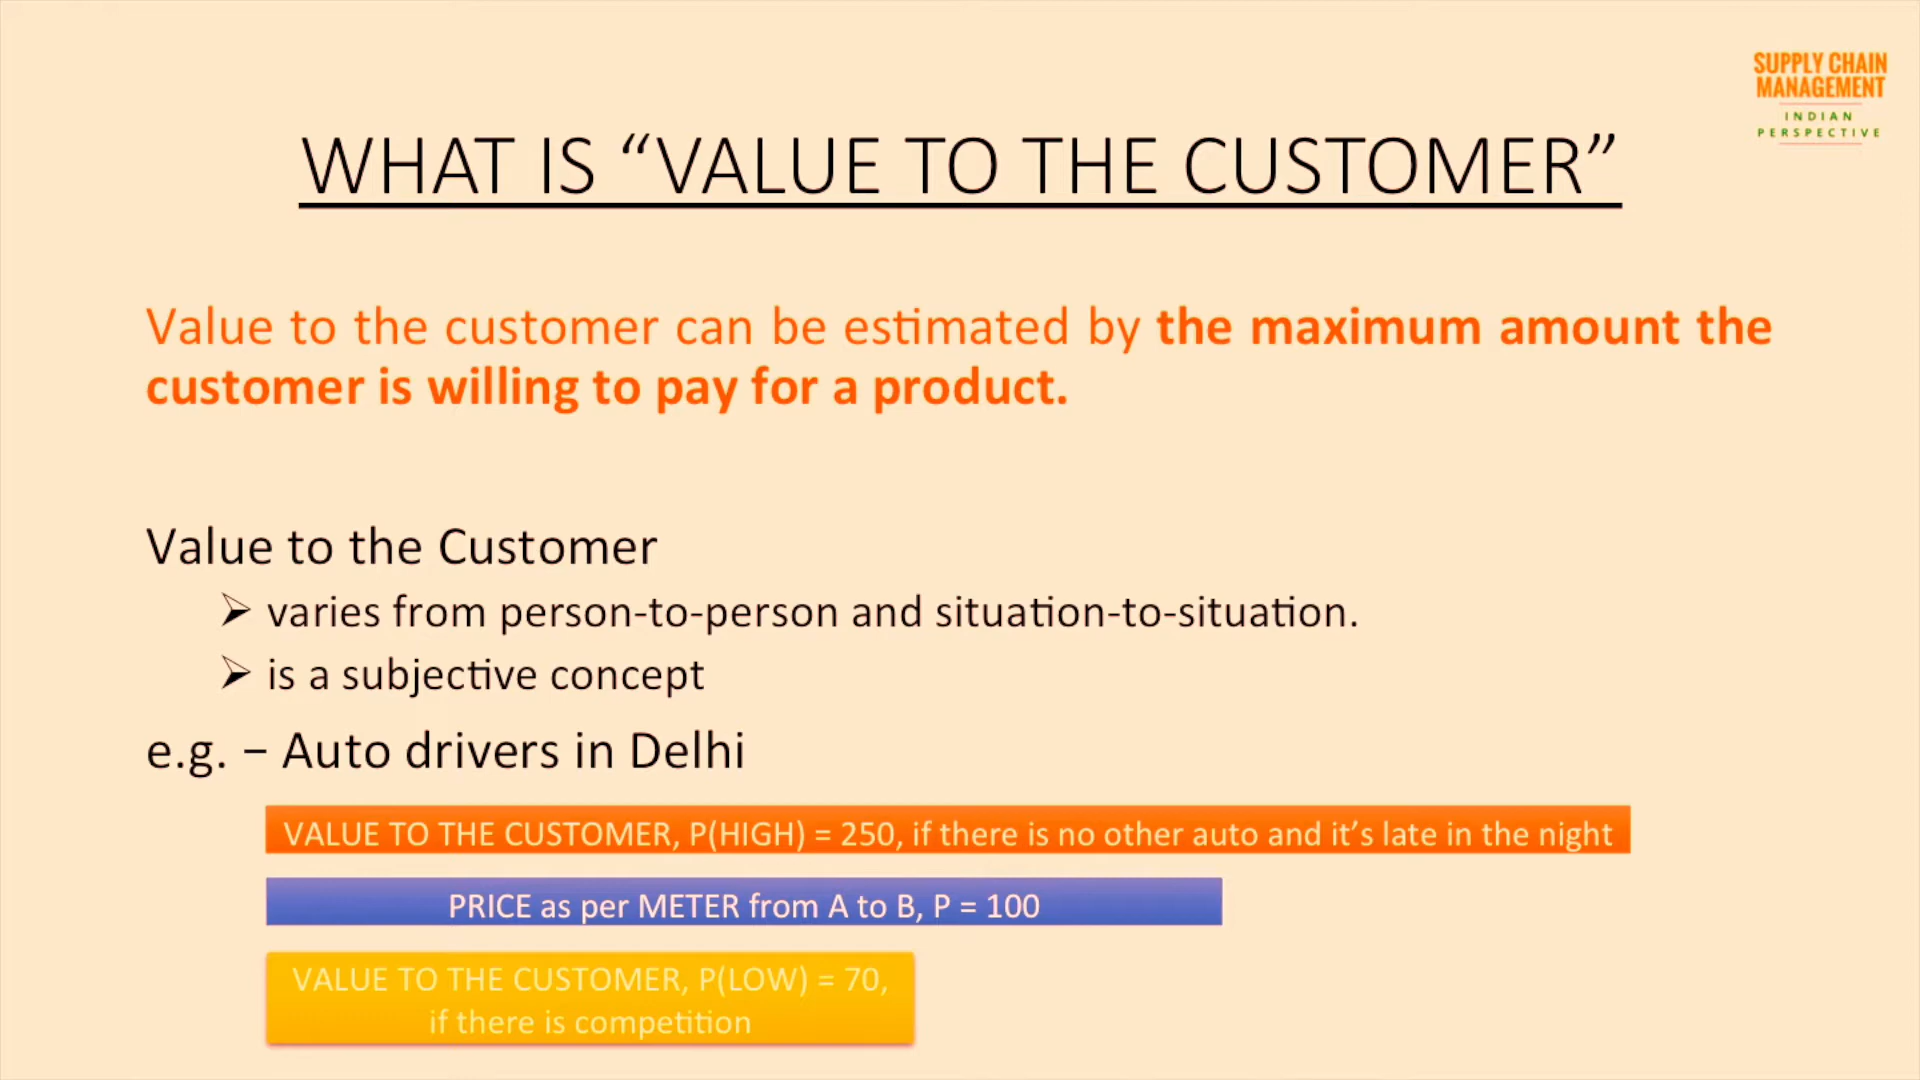 SUPPLY CHAIN
MANAGEMENT
INDIAN
PERSPECTIVE
WHAT IS “VALUE TO THE CUSTOMER”
Value to the customer can be estimated by the maximum amount the
customer is willing to pay for a product.
Value to the Customer
➢ varies from person-to-person and situation-to-situation.
➢ is a subjective concept
e.g. – Auto drivers in Delhi
VALUE TO THE CUSTOMER, P(HIGH) = 250, if there is no other auto and it’s late in the night
PRICE as per METER from A to B, P = 100
VALUE TO THE CUSTOMER, P(LOW) = 70,
if there is competition